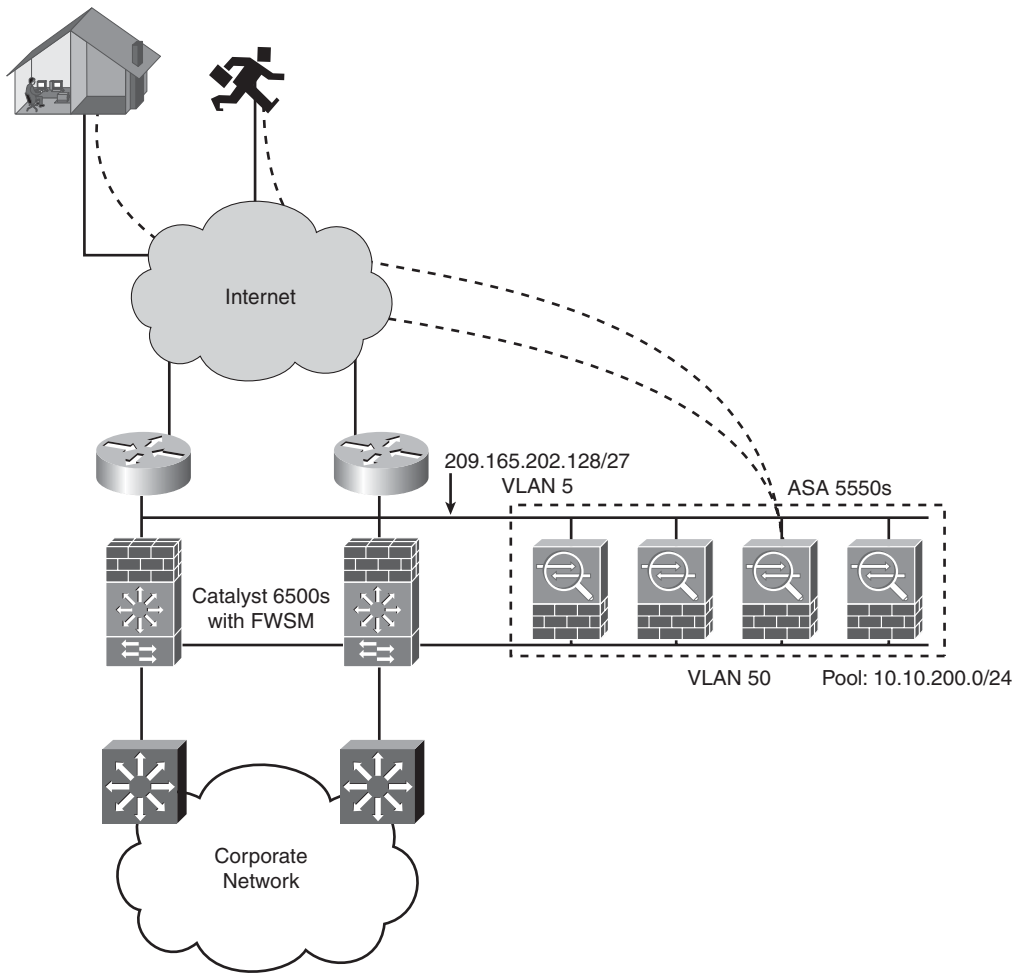 Internet
209.165.202.128/27
VLAN 5
ASA 5550s
Catalyst 6500s
with FWSM
VLAN 50
Pool: 10.10.200.0/24
Corporate
Network